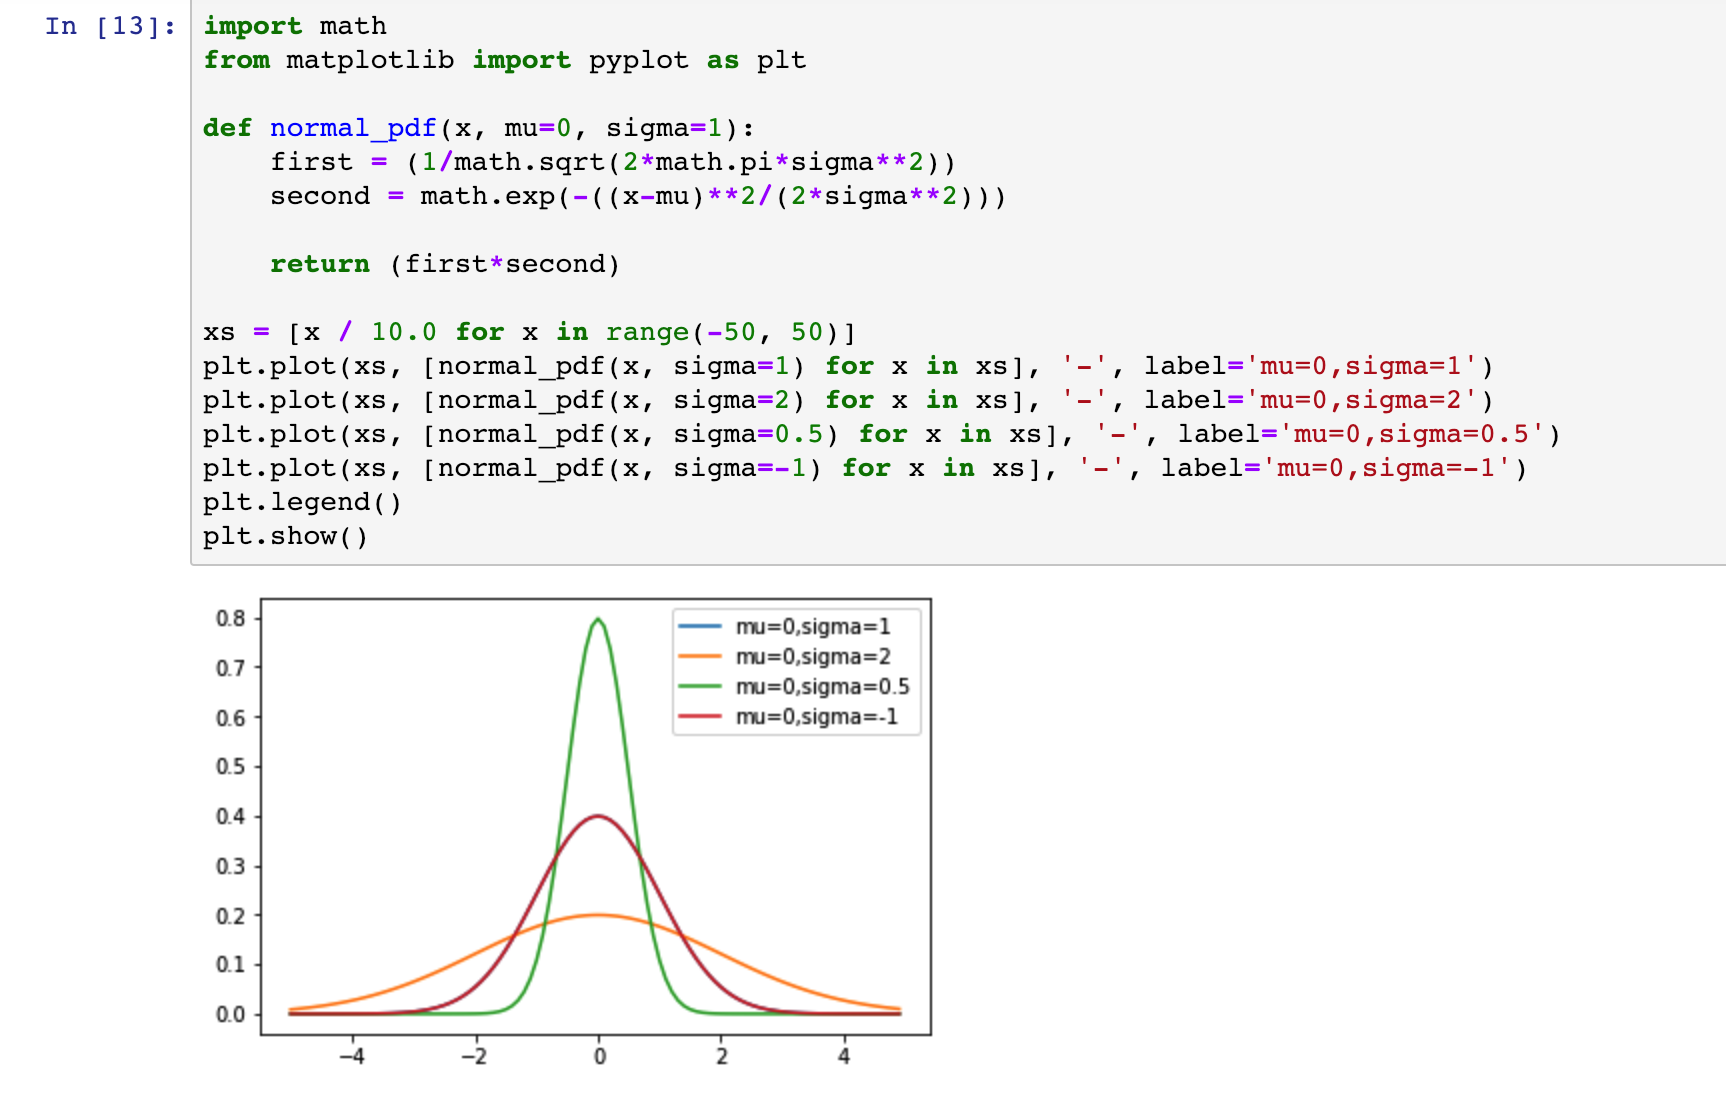 In [13]:
import math
from matplotlib import pyplot as plt
def normal_pdf(x, mu=0, sigma=1):
    first = (1/math.sqrt(2*math.pi*sigma**2))
    second = math.exp(-((x-mu)**2/(2*sigma**2)))
    return (first*second)
xs = [x / 10.0 for x in range(-50, 50)]
plt.plot(xs, [normal_pdf(x, sigma=1) for x in xs], '-', label='mu=0,sigma=1')
plt.plot(xs, [normal_pdf(x, sigma=2) for x in xs], '-', label='mu=0,sigma=2')
plt.plot(xs, [normal_pdf(x, sigma=0.5) for x in xs], '-', label='mu=0,sigma=0.5')
plt.plot(xs, [normal_pdf(x, sigma=-1) for x in xs], '-', label='mu=0,sigma=-1')
plt.legend()
plt.show()
0.8
0.7
0.6
0.5
0.4
0.3
0.2
0.1
0.0
mu=0,sigma=1
mu=0,sigma=2
mu=0,sigma=0.5
mu=0,sigma=-1
−4 −2 0 2 4